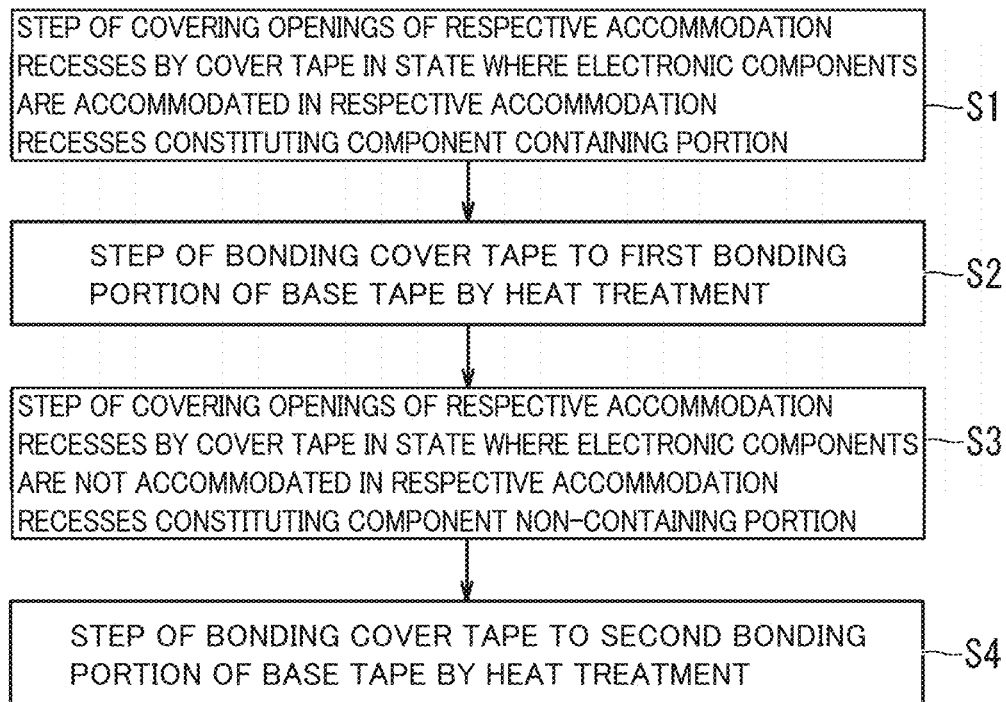 STEP OF COVERING OPENINGS OF RESPECTIVE ACCOMMODATION
RECESSES BY COVER TAPE IN STATE WHERE ELECTRONIC COMPONENTS
ARE ACCOMMODATED IN RESPECTIVE ACCOMMODATION
RECESSES CONSTITUTING COMPONENT CONTAINING PORTION
S1
STEP OF BONDING COVER TAPE TO FIRST BONDING
PORTION OF BASE TAPE BY HEAT TREATMENT
S2
STEP OF COVERING OPENINGS OF RESPECTIVE ACCOMMODATION
RECESSES BY COVER TAPE IN STATE WHERE ELECTRONIC COMPONENTS
ARE NOT ACCOMMODATED IN RESPECTIVE ACCOMMODATION
RECESSES CONSTITUTING COMPONENT NON-CONTAINING PORTION
S3
STEP OF BONDING COVER TAPE TO SECOND BONDING
PORTION OF BASE TAPE BY HEAT TREATMENT
S4